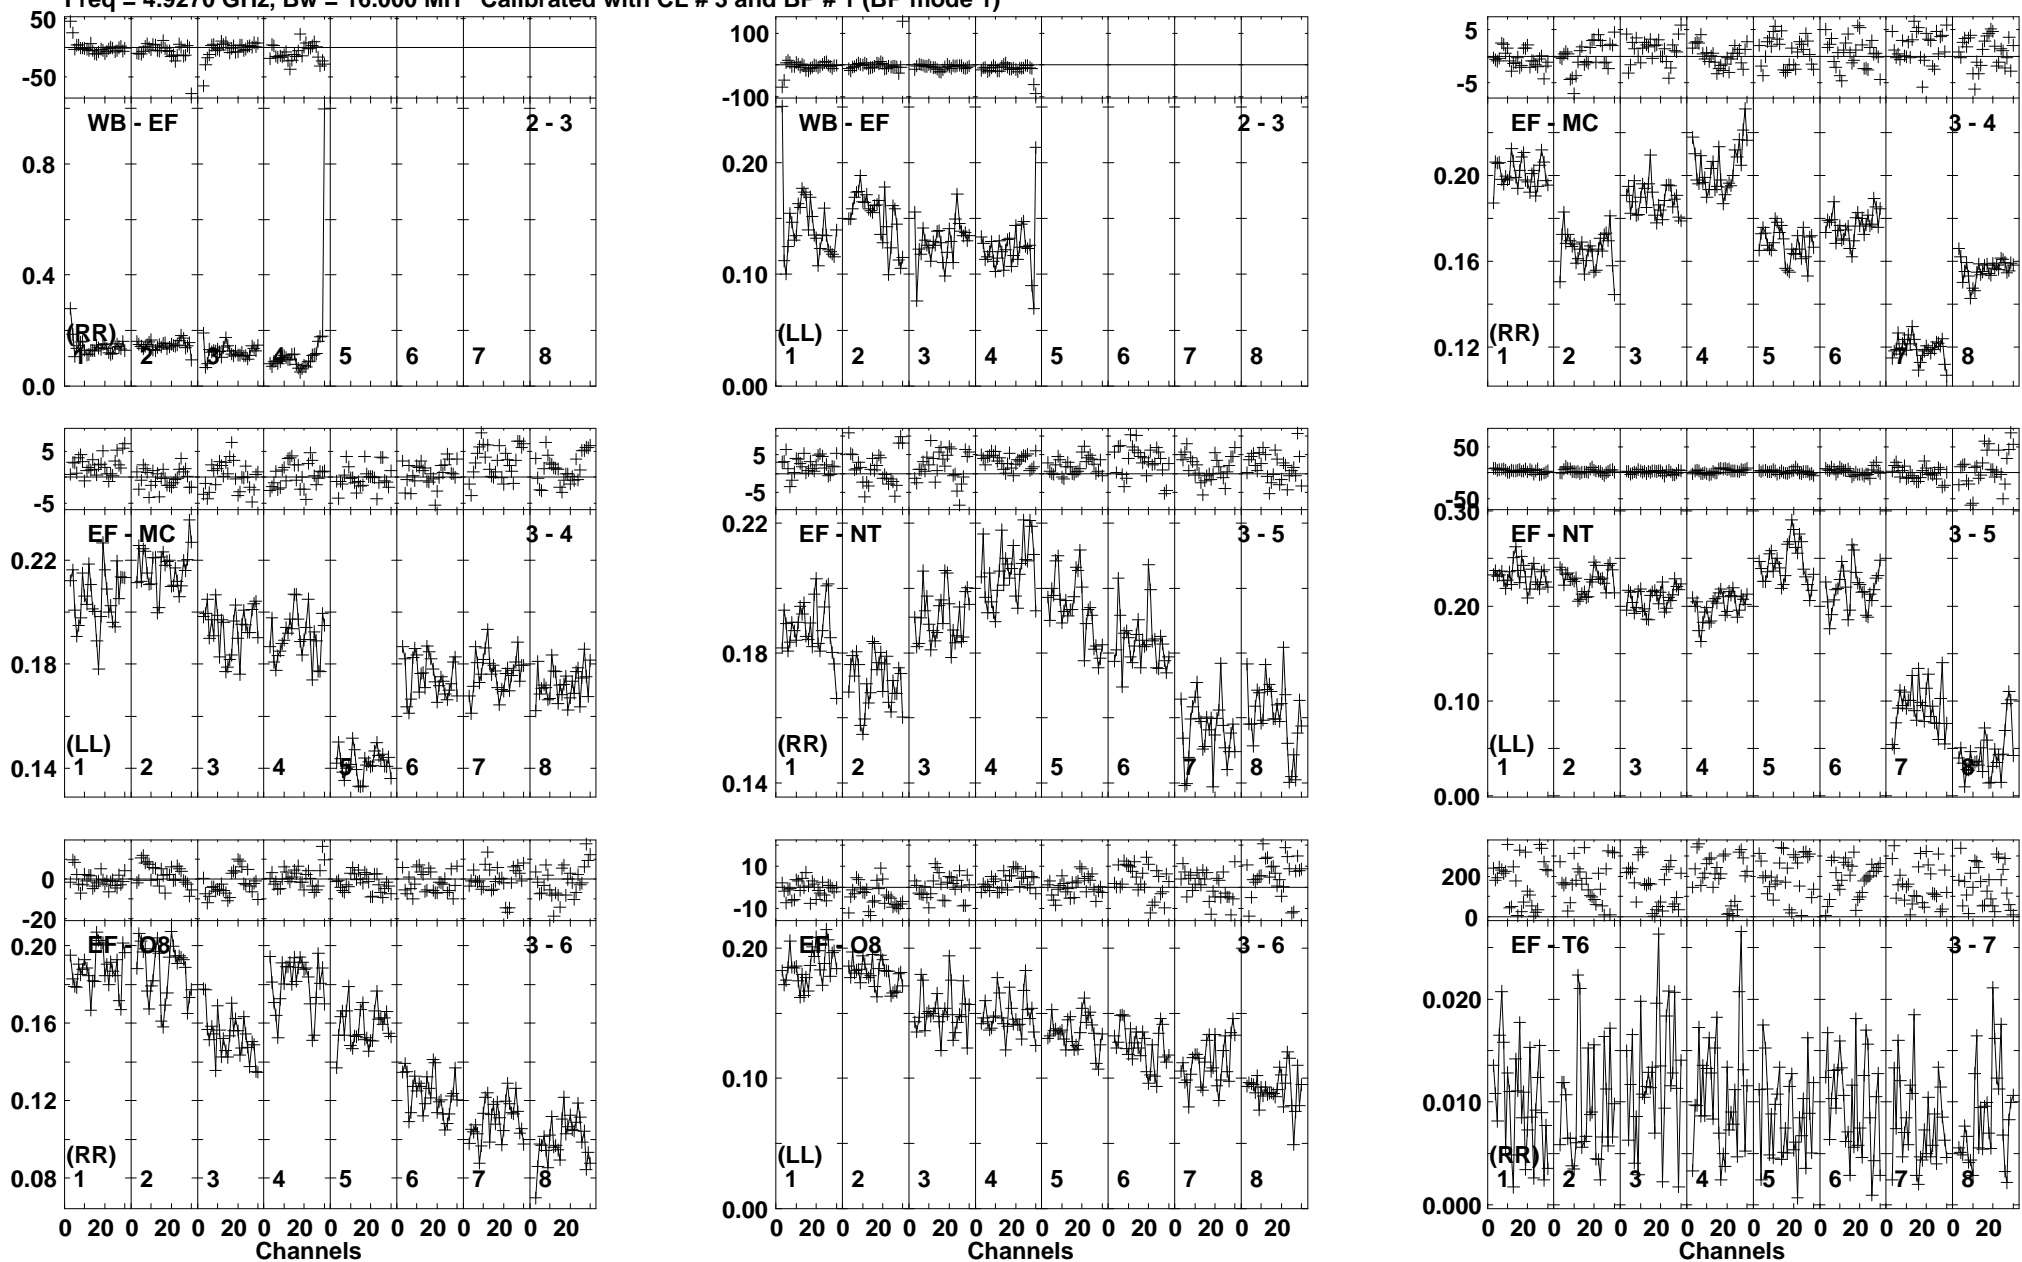 Freq = 4.9270 GHz, Bw = 16.000 MH Calibrated with CL # 3 and BP # 1 (BP mode 1)
50
-50
WB - EF 2 - 3
0.8
0.4
(RR)
1 2 3 4 5 6 7 8
0.0
100
-100
WB - EF 2 - 3
0.20
0.10
(LL)
1 2 3 4 5 6 7 8
0.00
5
-5
EF - MC 3 - 4
0.20
0.16
(RR)
0.12
1 2 3 4 5 6 7 8
5
-5
EF - MC 3 - 4
0.22
0.18
(LL)
0.14
1 2 3 4 5 6 7 8
5
-5
0.22
EF - NT 3 - 5
0.18
(RR)
1 2 3 4 5 6 7 8
0.14
50
-50
0.30
EF - NT 3 - 5
0.20
0.10
(LL)
1 2 3 4 5 6 7 8
0.00
0
-20
0.20
EF - O8 3 - 6
0.16
0.12
(RR)
0.08
1 2 3 4 5 6 7 8
0 20 0 20 0 20 0 20 0 20 0 20 0 20 0 20
Channels
10
-10
0.20
EF - O8 3 - 6
0.10
(LL)
1 2 3 4 5 6 7 8
0.00
0 20 0 20 0 20 0 20 0 20 0 20 0 20 0 20
Channels
200
0
EF - T6 3 - 7
0.020
0.010
(RR)
1 2 3 4 5 6 7 8
0.000
0 20 0 20 0 20 0 20 0 20 0 20 0 20 0 20
Channels